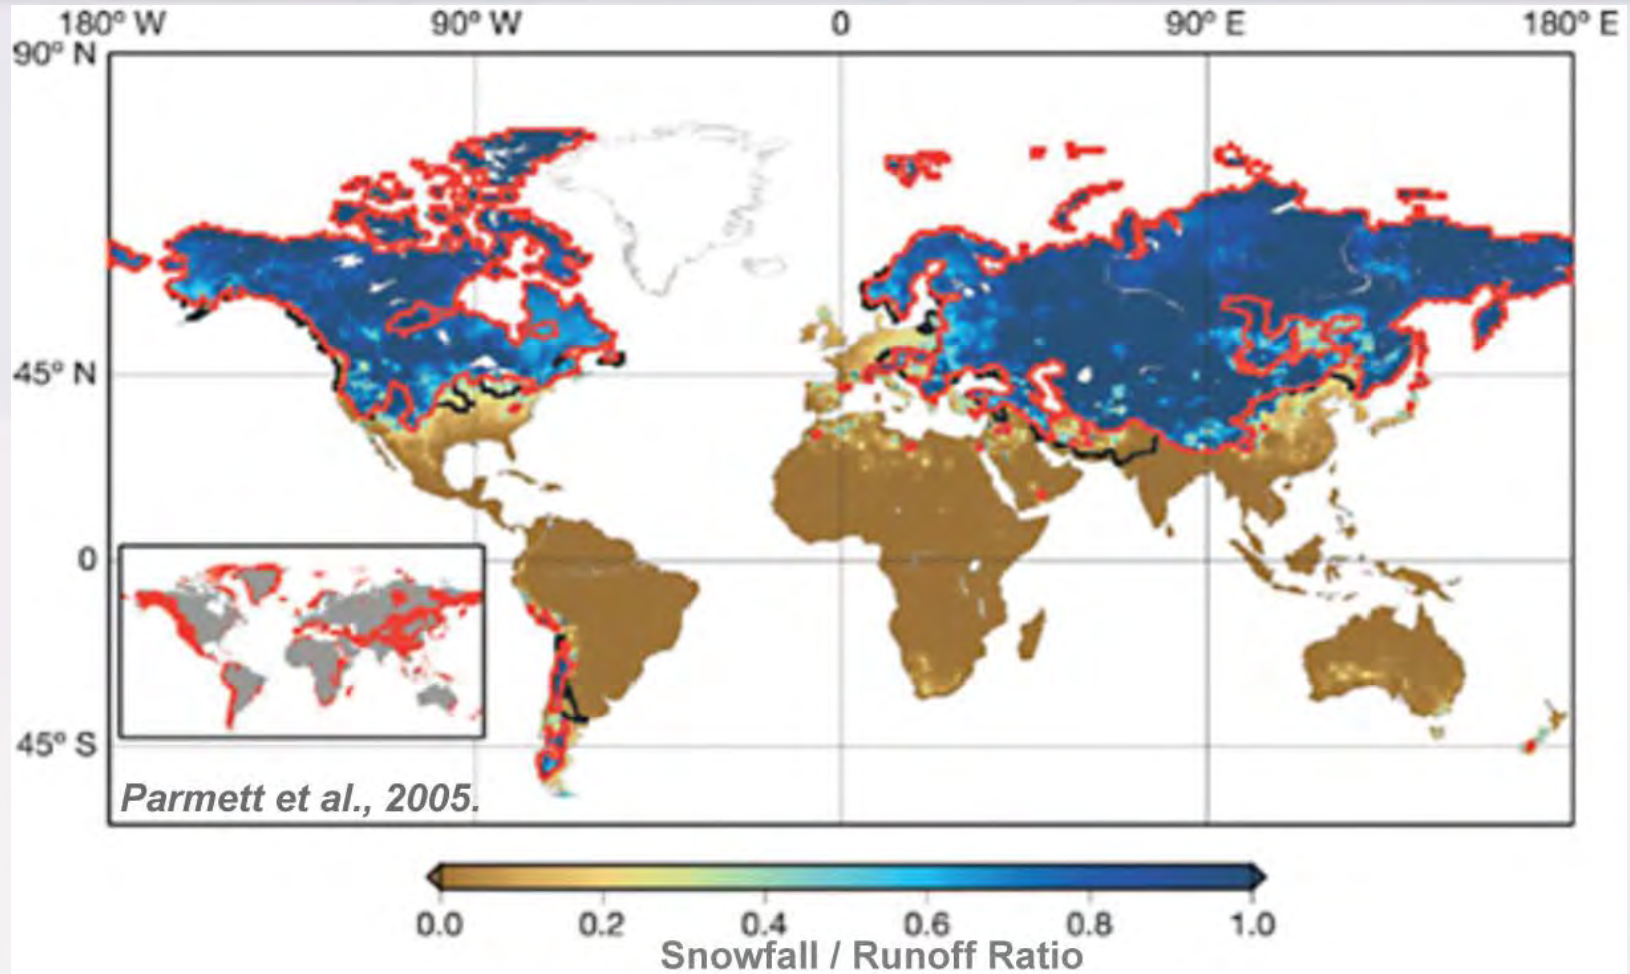 180° W 90° W 0 90° E 180° E
90° N
45° N
0
45° S
Parmett et al., 2005.
0.0 0.2 0.4 0.6 0.8 1.0
Snowfall / Runoff Ratio